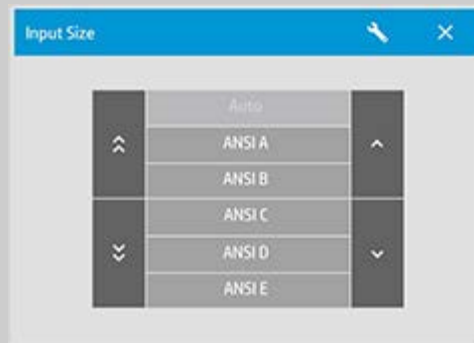 Input Size
Auto
ANSI A
ANSI B
ANSI C
ANSI D
ANSI E